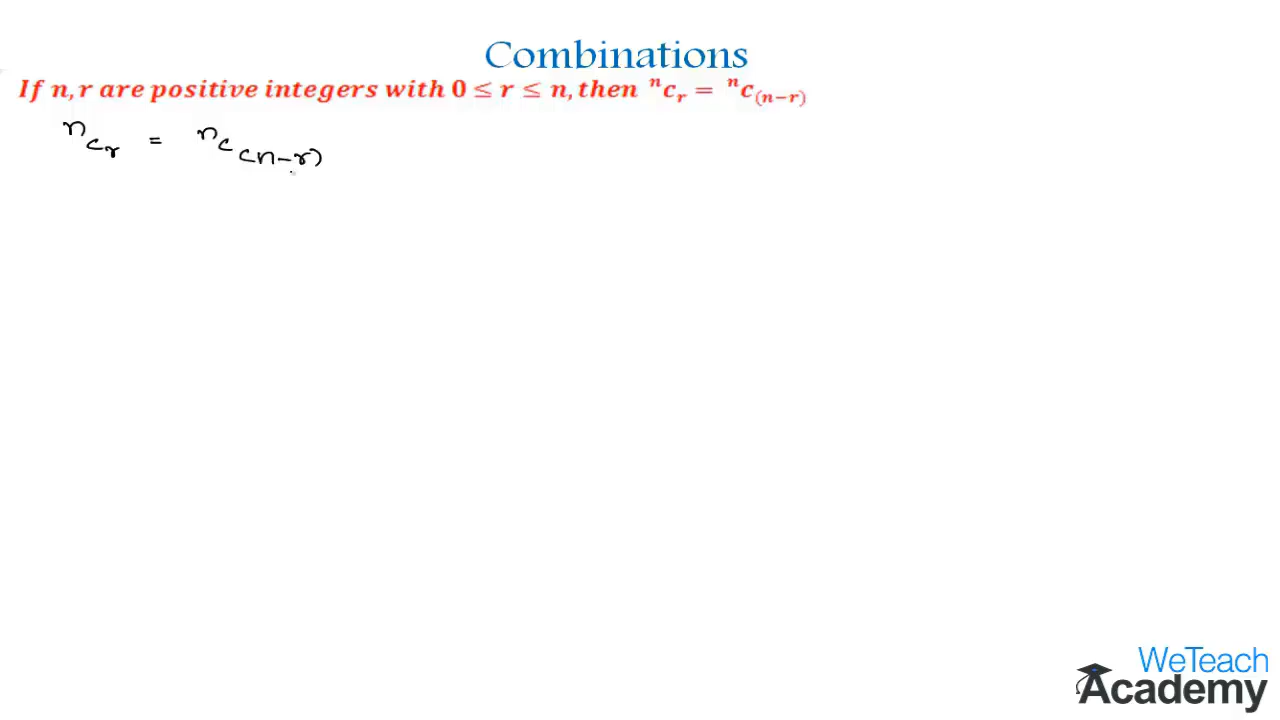 Combinations
If n, r are positive integers with 0 ≤ r ≤ n, then ⁿcᵣ = ⁿc₍ₙ₋ᵣ₎
ⁿcᵣ = ⁿc₍ₙ₋ᵣ₎
WeTeach
Academy